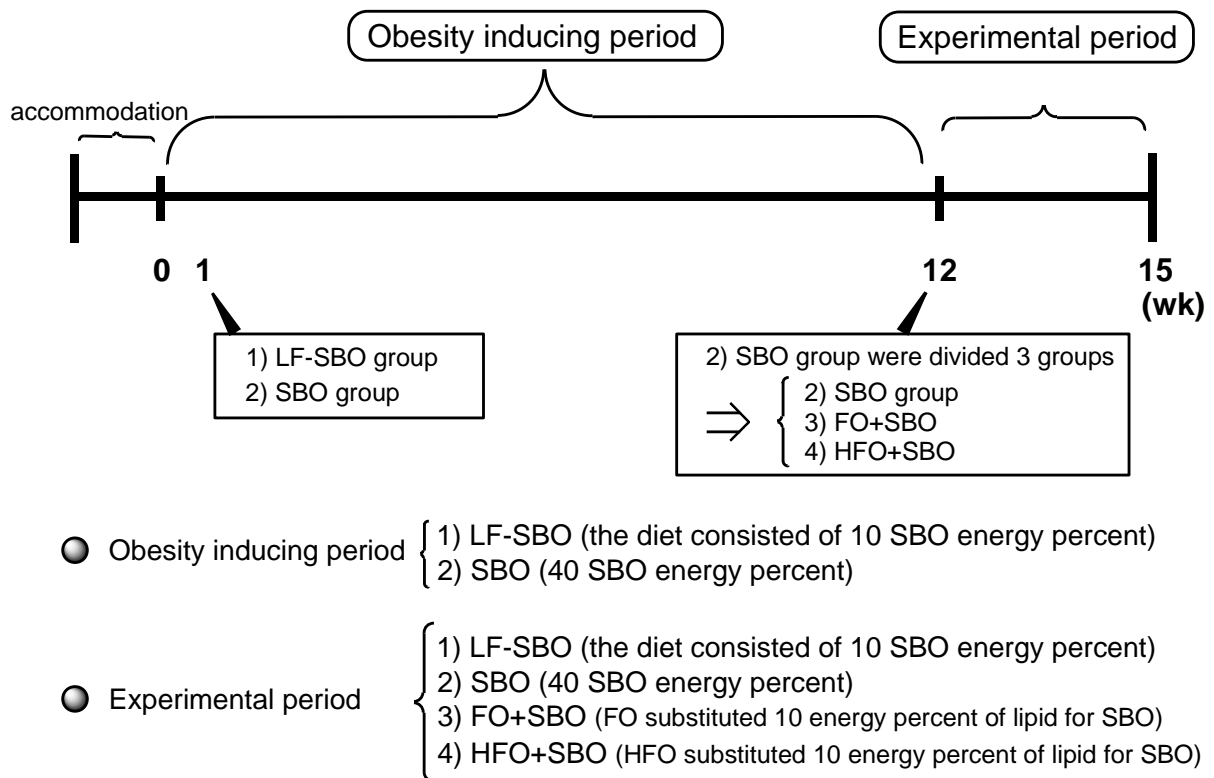 Obesity inducing period
Experimental period
accommodation
0 1 12 15
(wk)
1) LF-SBO group
2) SBO group
2) SBO group were divided 3 groups
⇒
2) SBO group
3) FO+SBO
4) HFO+SBO
Obesity inducing period
1) LF-SBO (the diet consisted of 10 SBO energy percent)
2) SBO (40 SBO energy percent)
Experimental period
1) LF-SBO (the diet consisted of 10 SBO energy percent)
2) SBO (40 SBO energy percent)
3) FO+SBO (FO substituted 10 energy percent of lipid for SBO)
4) HFO+SBO (HFO substituted 10 energy percent of lipid for SBO)